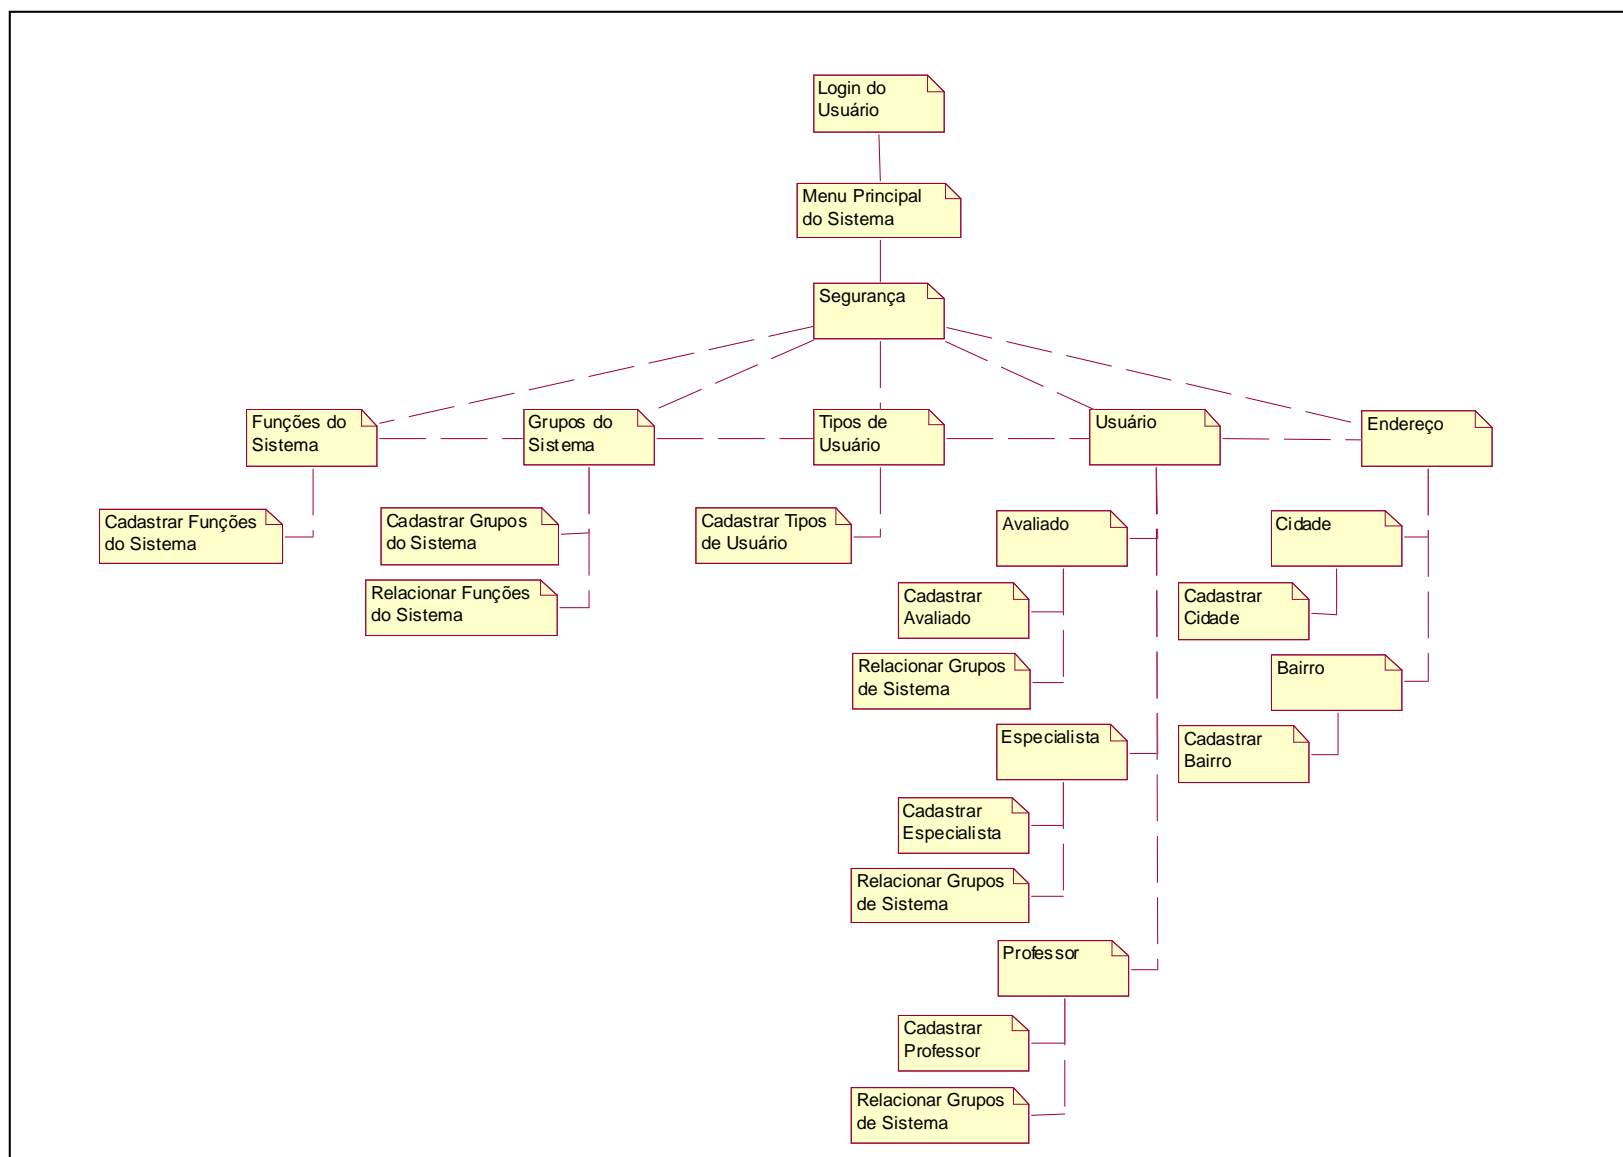 Login do
Usuário
Menu Principal
do Sistema
Segurança
Funções do
Sistema
Grupos do
Sistema
Tipos de
Usuário
Usuário
Endereço
Cadastrar Funções
do Sistema
Cadastrar Grupos
do Sistema
Relacionar Funções
do Sistema
Cadastrar Tipos
de Usuário
Avaliado
Cadastrar
Avaliado
Relacionar Grupos
de Sistema
Especialista
Cadastrar
Especialista
Relacionar Grupos
de Sistema
Professor
Cadastrar
Professor
Relacionar Grupos
de Sistema
Cidade
Cadastrar
Cidade
Bairro
Cadastrar
Bairro